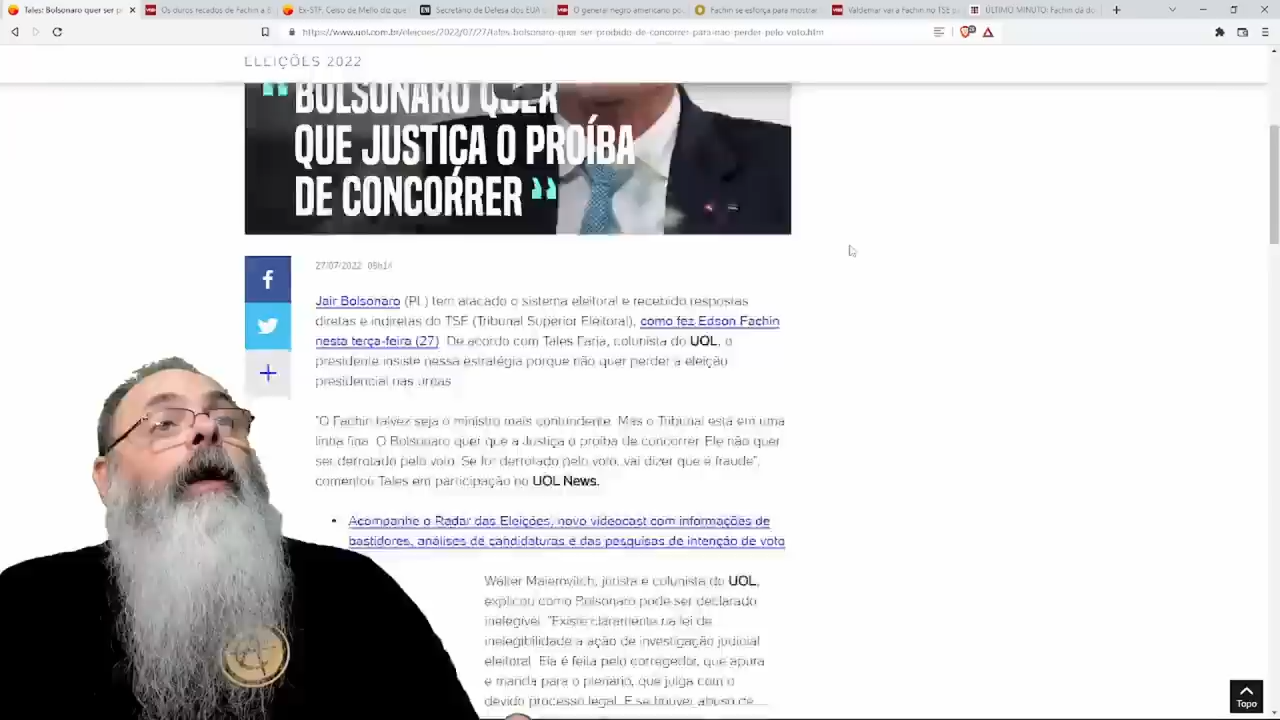 Tales: Bolsonaro quer ser p
Os duros recados de Fachin a B
Ex-STF, Celso de Mello diz que
Secretário de Defesa dos EUA
O general negro americano po
Fachin se esforça para mostrar
Valdemar vai a Fachin no TSE
ÚLTIMO MINUTO: Fachin dá do
https://www.uol.com.br/eleicoes/2022/07/27/tales-bolsonaro-quer-ser-proibido-de-concorrer-para-nao-perder-pelo-voto.htm
ELEIÇÕES 2022
"BOLSONARO QUER
QUE JUSTIÇA O PROÍBA
DE CONCORRER"
27/07/2022
Jair Bolsonaro (PL) tem atacado o sistema eleitoral e recebido respostas
diretas e indiretas do TSE (Tribunal Superior Eleitoral), como fez Edson Fachin
nesta terça-feira (27). De acordo com Tales Faria, colunista do UOL, o
presidente insiste nessa estratégia porque não quer perder a eleição
presidencial nas urnas.
"O Fachin talvez seja o ministro mais contundente. Mas o Tribunal está em uma
linha fina. O Bolsonaro quer que a Justiça o proíba de concorrer. Ele não quer
ser derrotado pelo voto. Se for derrotado pelo voto, vai dizer que é fraude",
comentou Tales em participação no UOL News.
Acompanhe o Radar das Eleições, novo videocast com informações de
bastidores, análises de candidaturas e das pesquisas de intenção de voto
Wálter Maierovitch, jurista e colunista do UOL,
explicou como Bolsonaro pode ser declarado
inelegível. "Existe claramente na lei de
inelegibilidade a ação de investigação judicial
eleitoral. Ela é feita pelo corregedor, que apura
e manda para o plenário, que julga com o
devido processo legal. E se houver abuso de
Topo